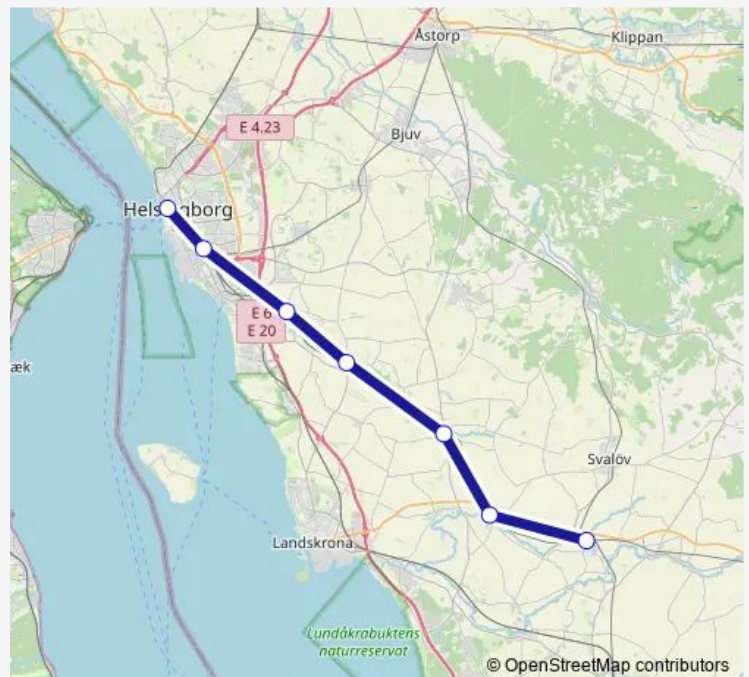 Åstorp
Klippan
E 4.23
Bjuv
Helsingborg
E 6
E 20
æk
Svalöv
Landskrona
Lundåkrabuktens
naturreservat
© OpenStreetMap contributors